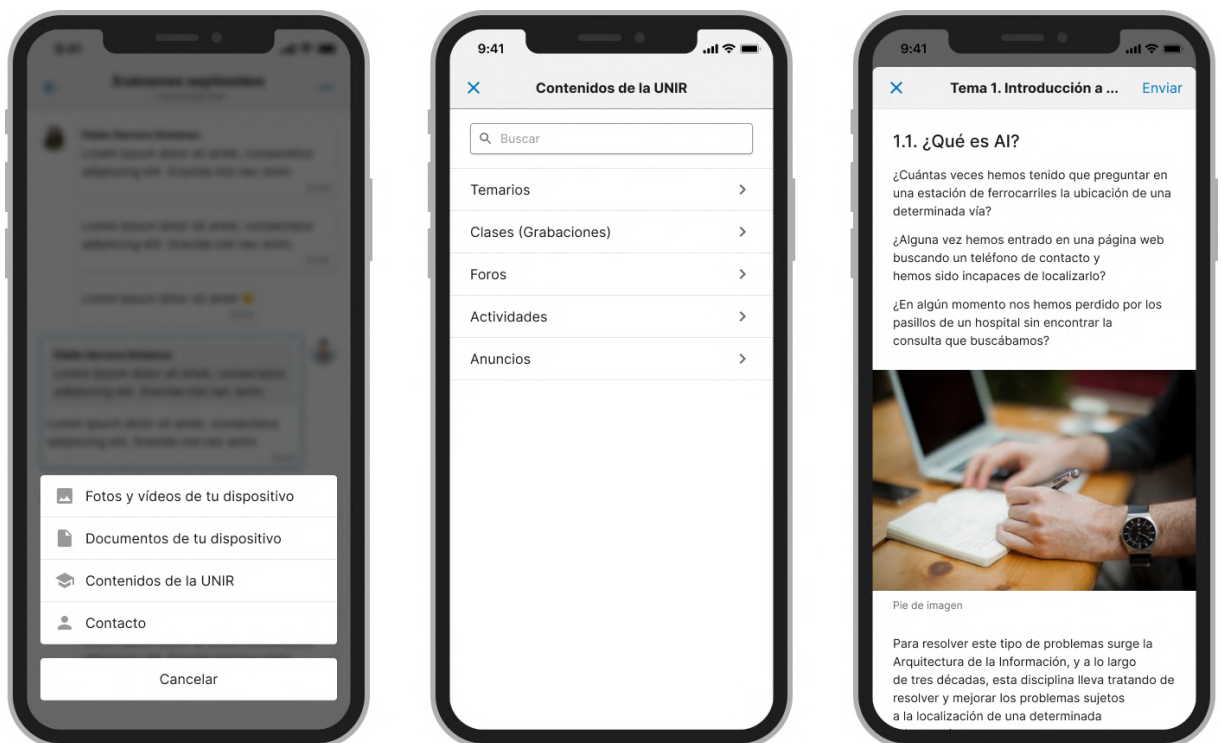 Exámenes septiembre
Fotos y vídeos de tu dispositivo
Documentos de tu dispositivo
Contenidos de la UNIR
Contacto
Cancelar
9:41
Contenidos de la UNIR
Buscar
Temarios
Clases (Grabaciones)
Foros
Actividades
Anuncios
9:41
Tema 1. Introducción a ...
Enviar
1.1. ¿Qué es AI?
¿Cuántas veces hemos tenido que preguntar en
una estación de ferrocarriles la ubicación de una
determinada vía?
¿Alguna vez hemos entrado en una página web
buscando un teléfono de contacto y
hemos sido incapaces de localizarlo?
¿En algún momento nos hemos perdido por los
pasillos de un hospital sin encontrar la
consulta que buscábamos?
Pie de imagen
Para resolver este tipo de problemas surge la
Arquitectura de la Información, y a lo largo
de tres décadas, esta disciplina lleva tratando de
resolver y mejorar los problemas sujetos
a la localización de una determinada